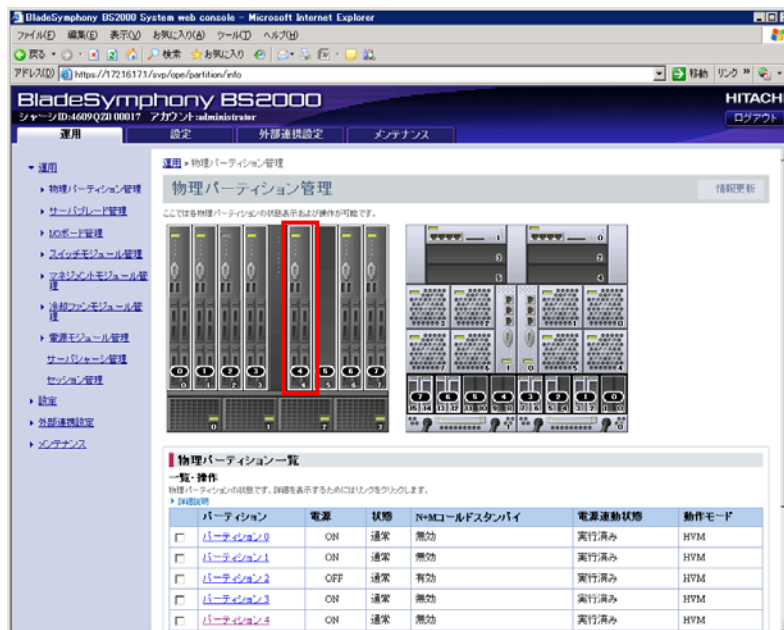 BladeSymphony BS2000 System web console - Microsoft Internet Explorer
ファイル(F) 編集(E) 表示(V) お気に入り(A) ツール(T) ヘルプ(H)
戻る 検索 お気に入り
アドレス(D) https://172.16.17.1/svp/ope/partition/info 移動 リンク
BladeSymphony BS2000 HITACHI
シャーシID:4609QZ0 00017 アカウント:administrator ログアウト
運用 設定 外部連携設定 メンテナンス
運用 > 物理パーティション管理
運用
物理パーティション管理
サーバブレード管理
I/Oボード管理
スイッチモジュール管理
マネジメントモジュール管理
冷却ファンモジュール管理
電源モジュール管理
サーバシャーシ管理
セッション管理
設定
外部連携設定
メンテナンス
物理パーティション管理 情報更新
ここでは各物理パーティションの状態表示および操作が可能です。
物理パーティション一覧
一覧・操作
物理パーティションの状態です。詳細を表示するためにはリンクをクリックします。
詳細説明
パーティション 電源 状態 N+Mコールドスタンバイ 電源連動状態 動作モード
パーティション0 ON 通常 無効 実行済み HVM
パーティション1 ON 通常 無効 実行済み HVM
パーティション2 OFF 通常 有効 実行済み HVM
パーティション3 ON 通常 無効 実行済み HVM
パーティション4 ON 通常 無効 実行済み HVM